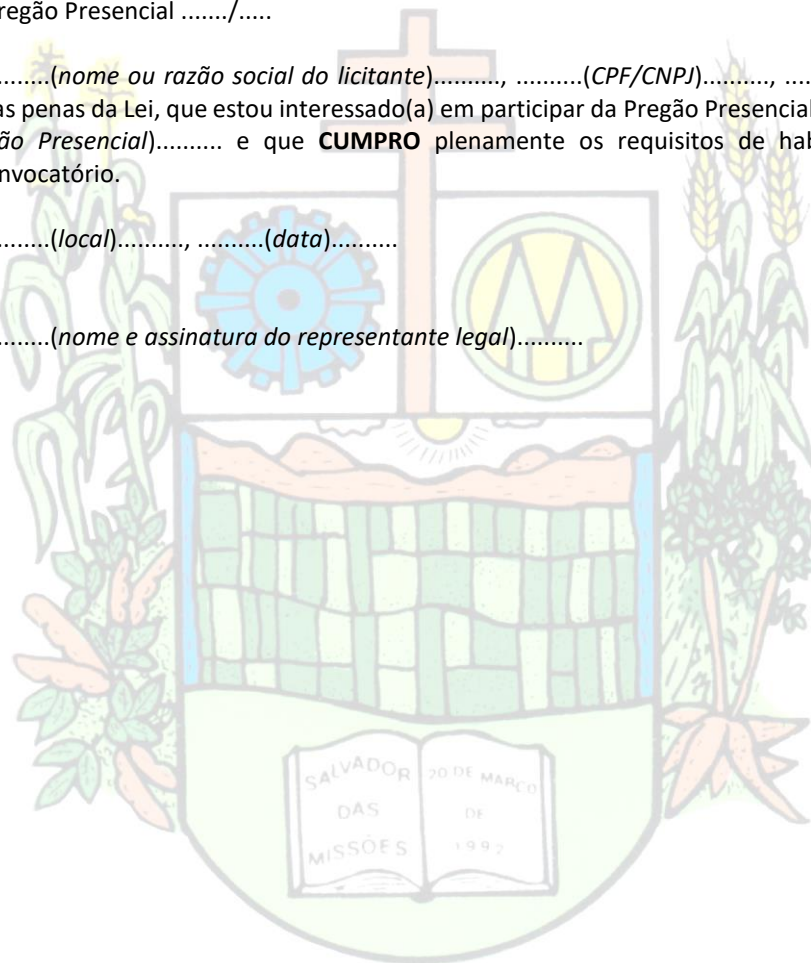 regão Presencial ......./.....
........(nome ou razão social do licitante).........., ..........(CPF/CNPJ).........., ...
as penas da Lei, que estou interessado(a) em participar da Pregão Presencial
ão Presencial).......... e que CUMPRO plenamente os requisitos de hab
nvocatório.
........(local).........., ..........(data)..........
........(nome e assinatura do representante legal)..........
SALVADOR
DAS
MISSÕES
20 DE MARÇO
DE
1992